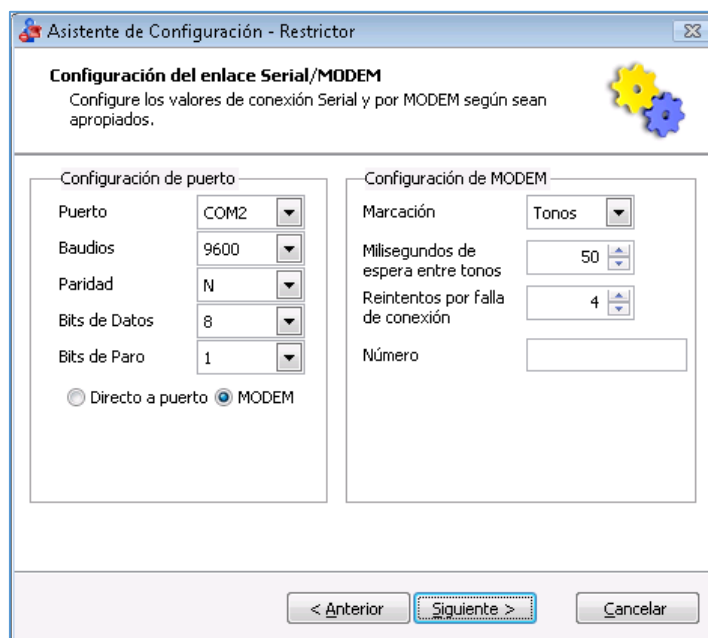 Asistente de Configuración - Restrictor
Configuración del enlace Serial/MODEM
Configure los valores de conexión Serial y por MODEM según sean
apropiados.
Configuración de puerto
Puerto COM2
Baudios 9600
Paridad N
Bits de Datos 8
Bits de Paro 1
Directo a puerto MODEM
Configuración de MODEM
Marcación Tonos
Milisegundos de
espera entre tonos 50
Reintentos por falla
de conexión 4
Número
< Anterior Siguiente > Cancelar